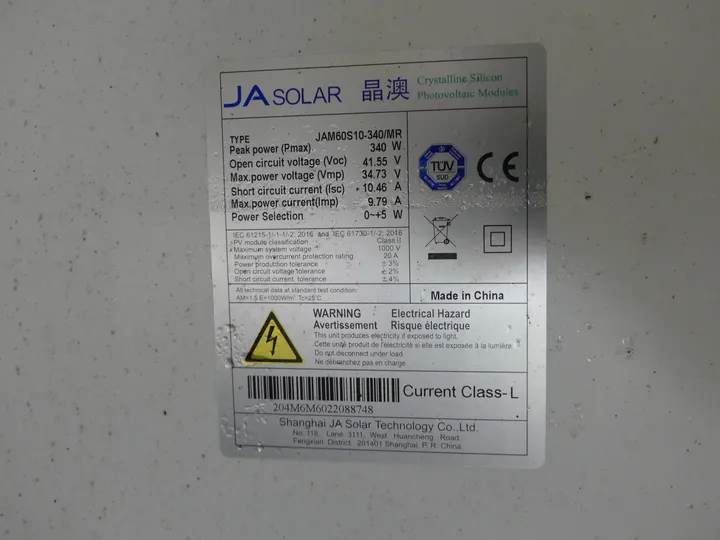 JA SOLAR 晶澳 Crystalline Silicon
Photovoltaic Modules
TYPE JAM60S10-340/MR
Peak power (Pmax) 340 W
Open circuit voltage (Voc) 41.55 V
Max.power voltage (Vmp) 34.73 V
Short circuit current (Isc) 10.46 A
Max.power current(Imp) 9.79 A
Power Selection 0~+5 W
TÜV
SÜD
CE
IEC 61215-1/-1-1/-2: 2016 and IEC 61730-1/-2: 2016
PV module classification Class II
Maximum system voltage 1000 V
Maximum overcurrent protection rating 20 A
Power production tolerance ± 3%
Open circuit voltage tolerance ± 2%
Short circuit current tolerance ± 4%
All technical data at standard test condition:
AM=1.5 E=1000W/m² Tc=25°C
Made in China
WARNING Electrical Hazard
Avertissement Risque électrique
This unit produces electricity if exposed to light.
Cette unité produit de l'électricité si elle est exposée à la lumière.
Do not disconnect under load.
Ne débranchez pas en charge.
204M6M6022088748
Current Class- L
Shanghai JA Solar Technology Co.,Ltd.
No. 118, Lane 3111, West Huancheng Road,
Fengxian District, 201401 Shanghai, P. R. China